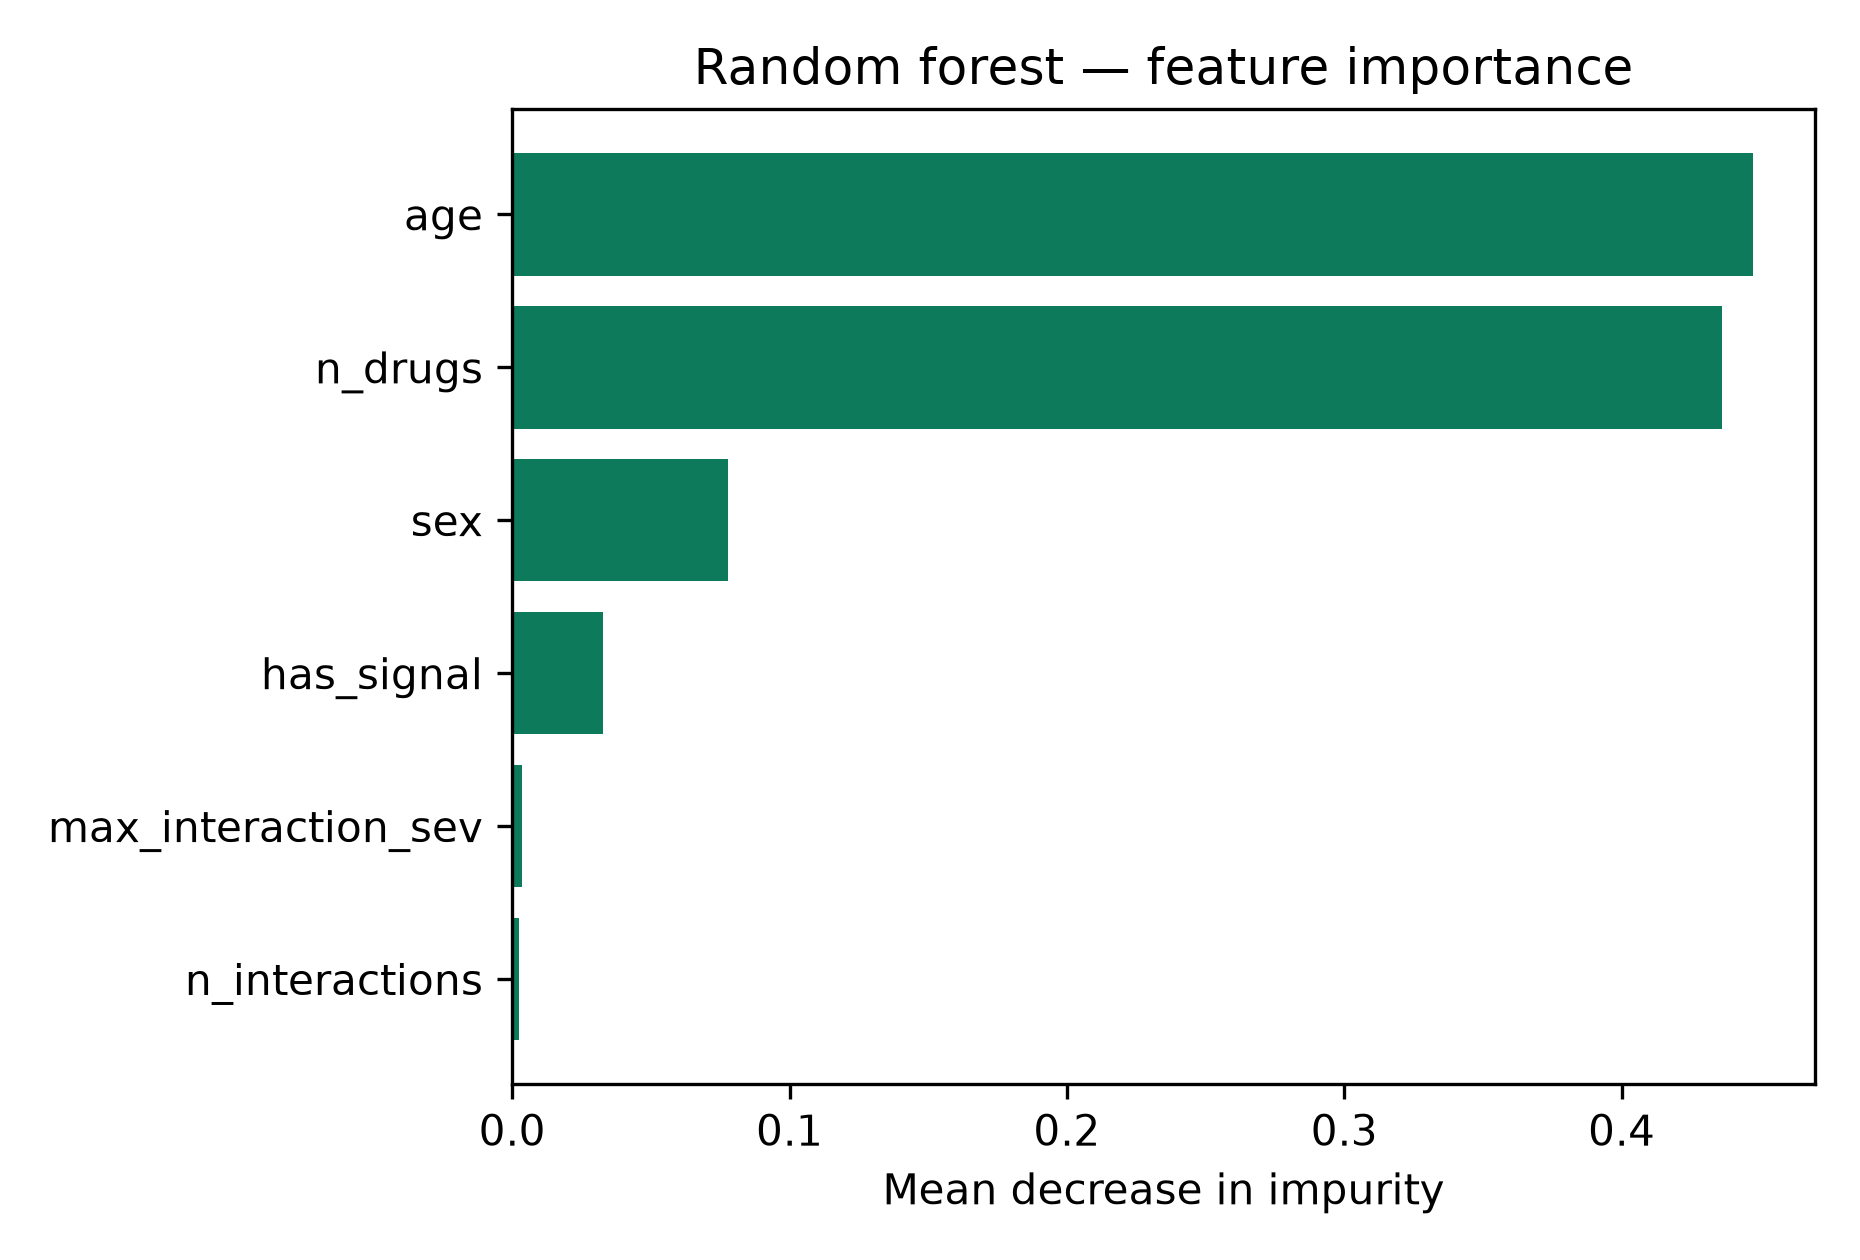 Random forest — feature importance
age
n_drugs
sex
has_signal
max_interaction_sev
n_interactions
0.0 0.1 0.2 0.3 0.4
Mean decrease in impurity